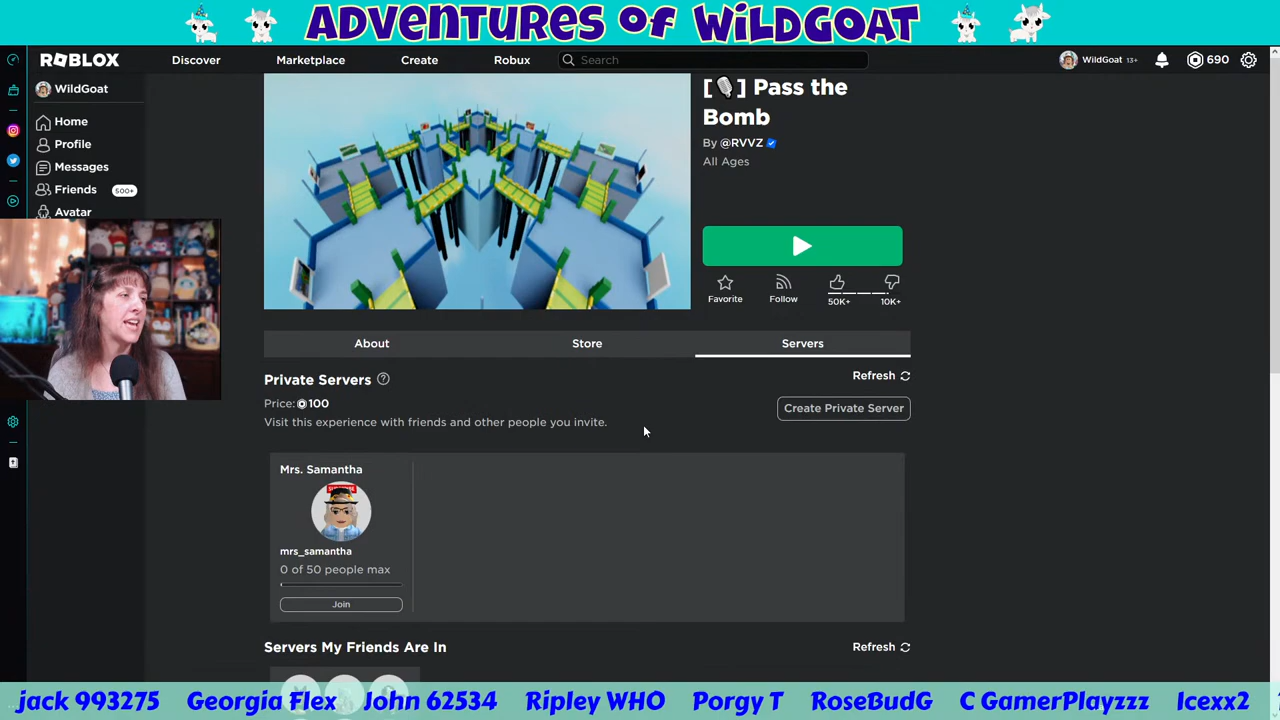 ADVENTURES OF WILDGOAT
ROBLOX
Discover
Marketplace
Create
Robux
Search
WildGoat 13+
690
WildGoat
Home
Profile
Messages
Friends 500+
Avatar
[🎙] Pass the
Bomb
By @RVVZ
All Ages
Favorite
Follow
50K+
10K+
About
Store
Servers
Private Servers
Refresh
Price: 100
Create Private Server
Visit this experience with friends and other people you invite.
Mrs. Samantha
mrs_samantha
0 of 50 people max
Join
Servers My Friends Are In
Refresh
jack 993275 Georgia Flex John 62534 Ripley WHO Porgy T RoseBudG C GamerPlayzzz Icexx2